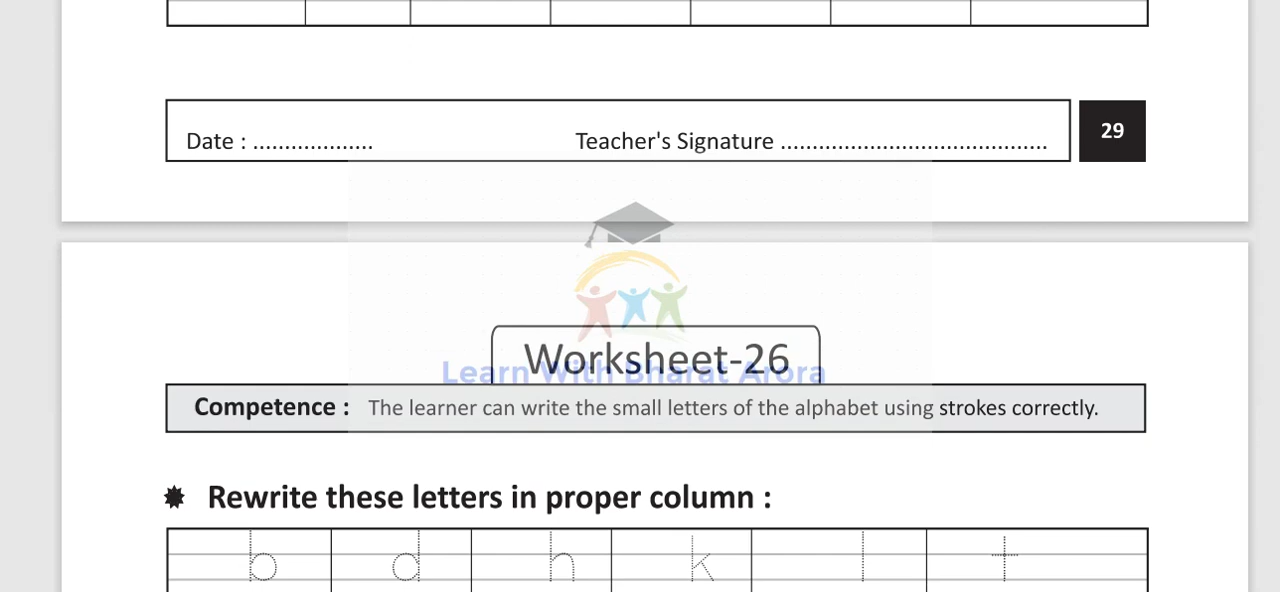 Date : ...................
Teacher's Signature ..........................................
29
Worksheet-26
Learn With Bharat Arora
Competence : The learner can write the small letters of the alphabet using strokes correctly.
Rewrite these letters in proper column :
b d h k l t